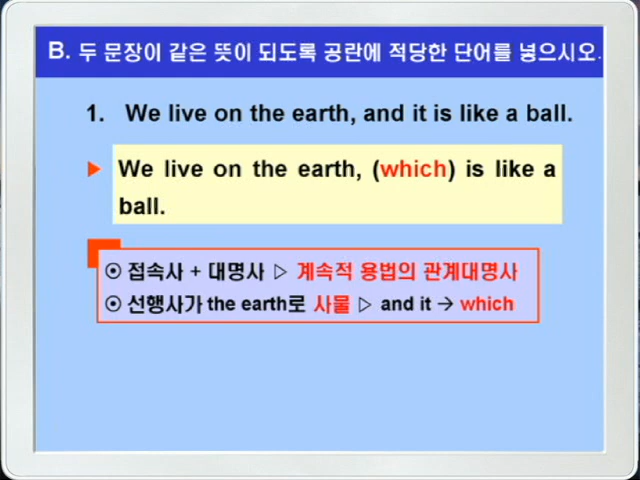 B. 두 문장이 같은 뜻이 되도록 공란에 적당한 단어를 넣으시오.
1. We live on the earth, and it is like a ball.
▶ We live on the earth, (which) is like a
ball.
⊙ 접속사 + 대명사 ▷ 계속적 용법의 관계대명사
⊙ 선행사가 the earth로 사물 ▷ and it → which